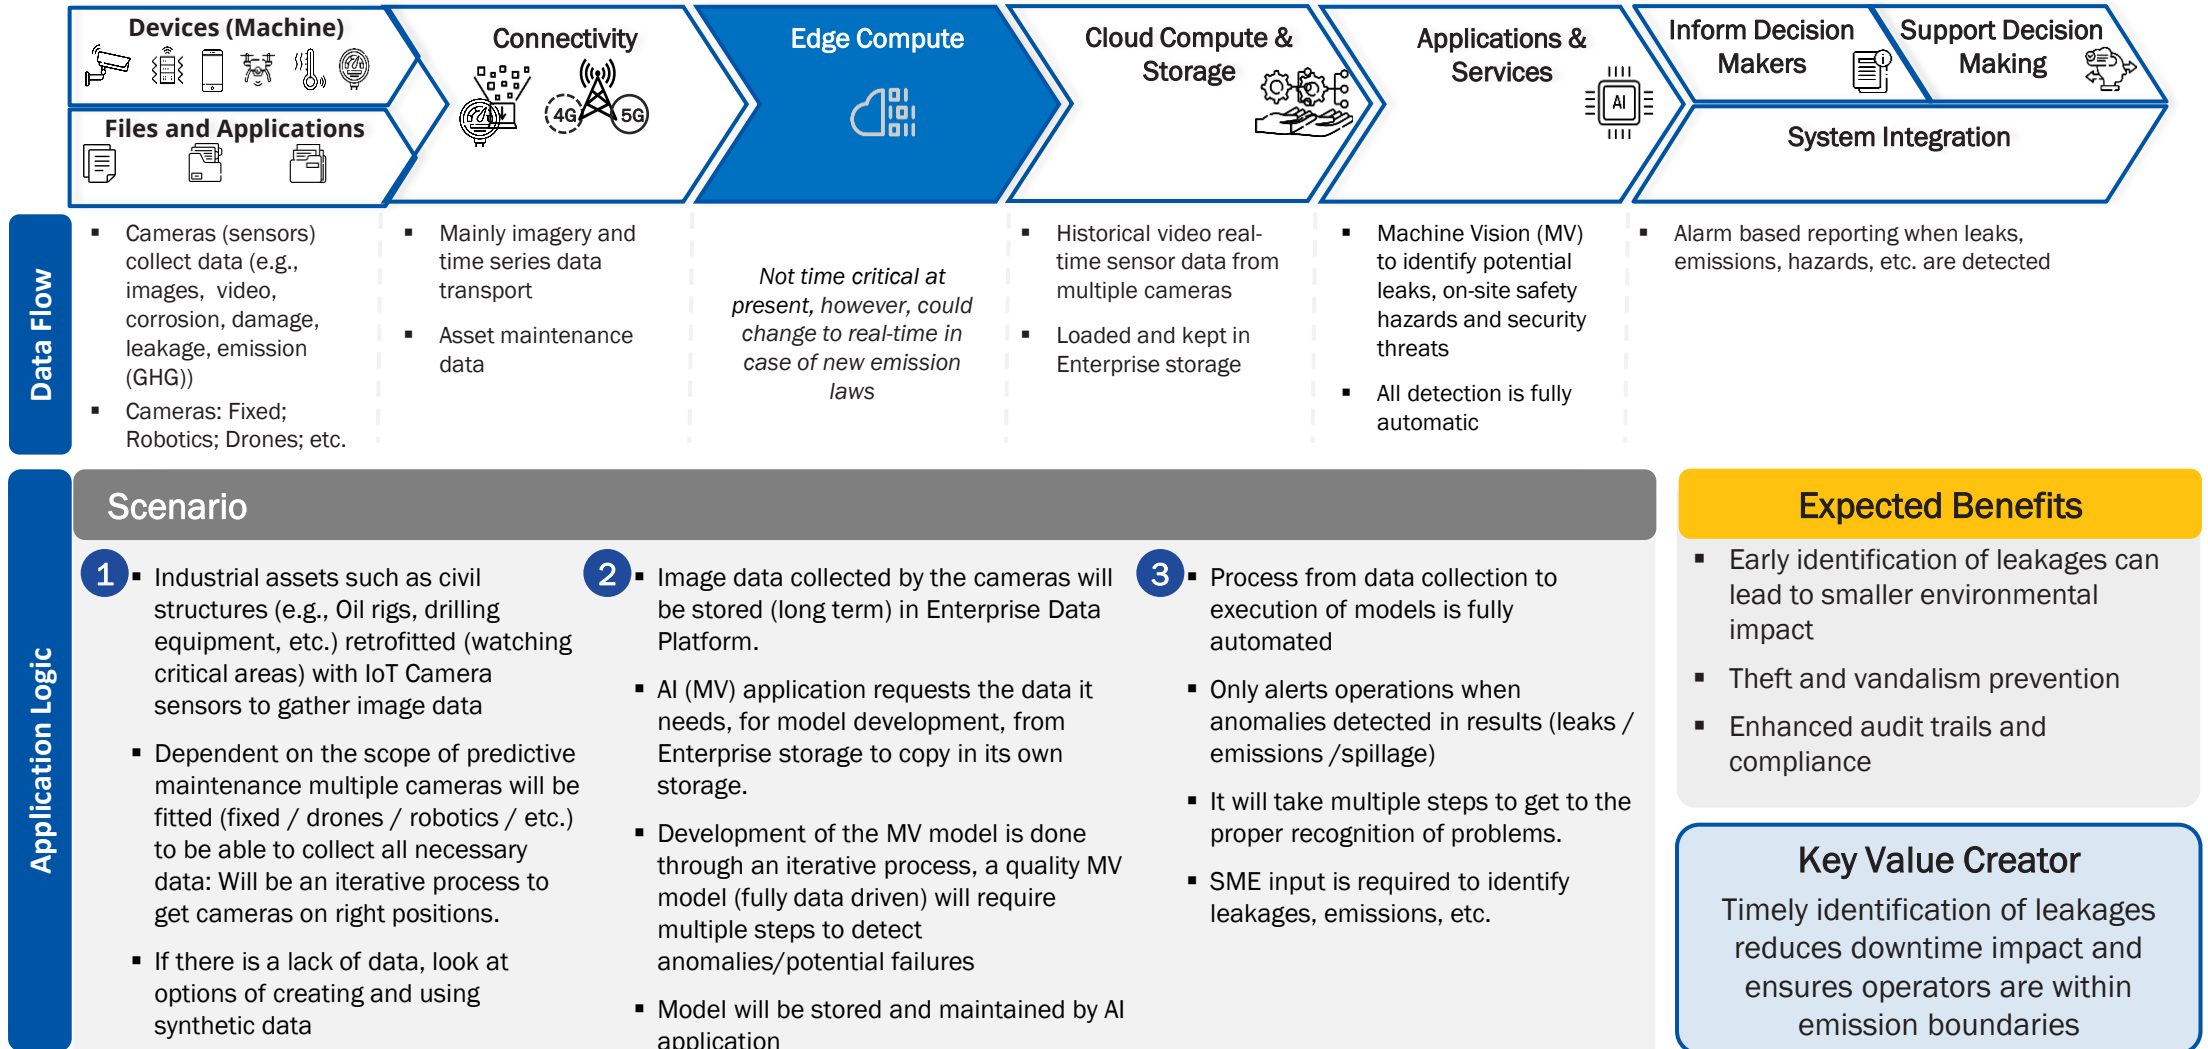 Devices (Machine)
Files and Applications
Connectivity
4G
5G
Edge Compute
Cloud Compute &
Storage
Applications &
Services
AI
Inform Decision
Makers
Support Decision
Making
System Integration
Data Flow
▪ Cameras (sensors)
collect data (e.g.,
images, video,
corrosion, damage,
leakage, emission
(GHG))
▪ Cameras: Fixed;
Robotics; Drones; etc.
▪ Mainly imagery and
time series data
transport
▪ Asset maintenance
data
Not time critical at
present, however, could
change to real-time in
case of new emission
laws
▪ Historical video real-
time sensor data from
multiple cameras
▪ Loaded and kept in
Enterprise storage
▪ Machine Vision (MV)
to identify potential
leaks, on-site safety
hazards and security
threats
▪ All detection is fully
automatic
▪ Alarm based reporting when leaks,
emissions, hazards, etc. are detected
Application Logic
Scenario
1
▪ Industrial assets such as civil
structures (e.g., Oil rigs, drilling
equipment, etc.) retrofitted (watching
critical areas) with IoT Camera
sensors to gather image data
▪ Dependent on the scope of predictive
maintenance multiple cameras will be
fitted (fixed / drones / robotics / etc.)
to be able to collect all necessary
data: Will be an iterative process to
get cameras on right positions.
▪ If there is a lack of data, look at
options of creating and using
synthetic data
2
▪ Image data collected by the cameras will
be stored (long term) in Enterprise Data
Platform.
▪ AI (MV) application requests the data it
needs, for model development, from
Enterprise storage to copy in its own
storage.
▪ Development of the MV model is done
through an iterative process, a quality MV
model (fully data driven) will require
multiple steps to detect
anomalies/potential failures
▪ Model will be stored and maintained by AI
application
3
▪ Process from data collection to
execution of models is fully
automated
▪ Only alerts operations when
anomalies detected in results (leaks /
emissions /spillage)
▪ It will take multiple steps to get to the
proper recognition of problems.
▪ SME input is required to identify
leakages, emissions, etc.
Expected Benefits
▪ Early identification of leakages can
lead to smaller environmental
impact
▪ Theft and vandalism prevention
▪ Enhanced audit trails and
compliance
Key Value Creator
Timely identification of leakages
reduces downtime impact and
ensures operators are within
emission boundaries